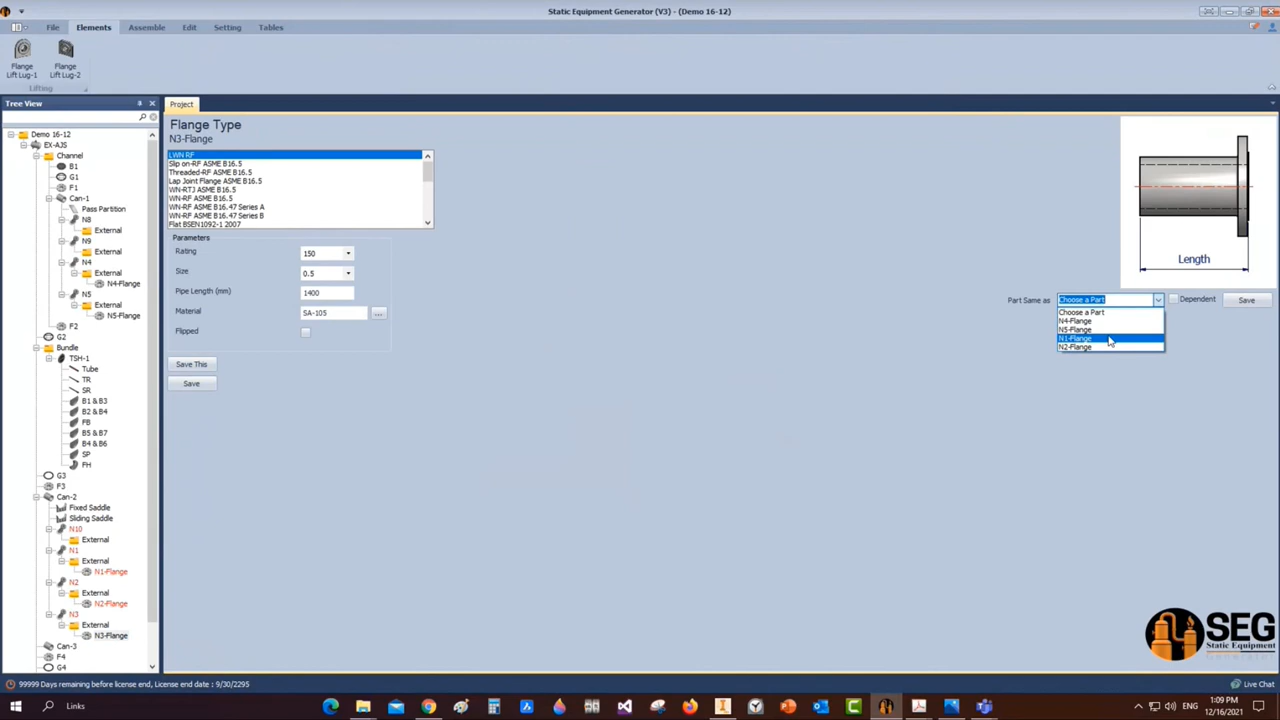 Static Equipment Generator (V3) - (Demo 16-12)
File Elements Assemble Edit Setting Tables
Flange Lift Lug-1
Flange Lift Lug-2
Lifting
Tree View
Project
Demo 16-12
EX-AJS
Channel
B1
G1
F1
Can-1
Pass Partition
N8
External
N9
External
N4
External
N4-Flange
N5
External
N5-Flange
F2
G2
Bundle
TSH-1
Tube
TR
SR
B1 & B3
B2 & B4
FB
B5 & B7
B4 & B6
SP
FH
G3
F3
Can-2
Fixed Saddle
Sliding Saddle
N10
External
N1
External
N1-Flange
N2
External
N2-Flange
N3
External
N3-Flange
Can-3
F4
G4
Flange Type
N3-Flange
LWN RF
Slip on-RF ASME B16.5
Threaded-RF ASME B16.5
Lap Joint Flange ASME B16.5
WN-RTJ ASME B16.5
WN-RF ASME B16.5
WN-RF ASME B16.47 Series A
WN-RF ASME B16.47 Series B
Flat BSEN1092-1 2007
Parameters
Rating 150
Size 0.5
Pipe Length (mm) 1400
Material SA-105 ...
Flipped
Save This
Save
Length
Part Same as Choose a Part Dependent Save
Choose a Part
N4-Flange
N5-Flange
N1-Flange
N2-Flange
SEG
Static Equipment
Generator
99999 Days remaining before license end, License end date : 9/30/2295
Live Chat
Links
ENG
1:09 PM
12/16/2021